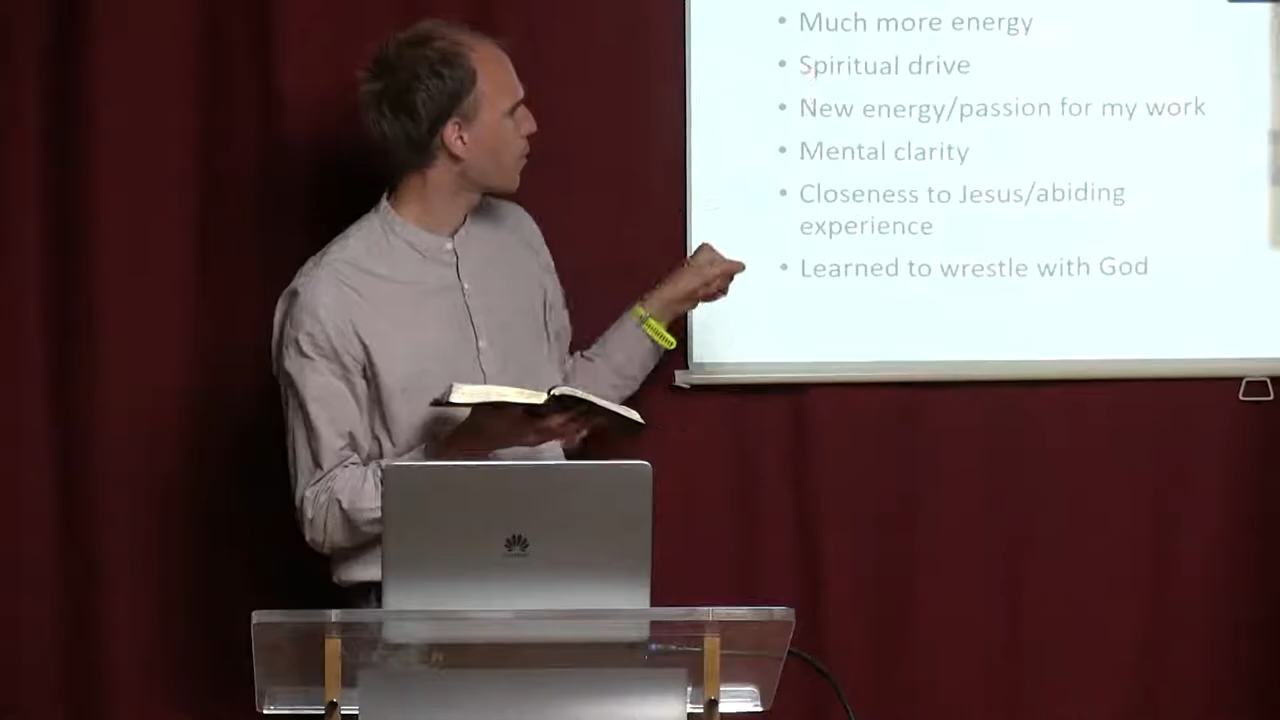 • Much more energy
• Spiritual drive
• New energy/passion for my work
• Mental clarity
• Closeness to Jesus/abiding
experience
• Learned to wrestle with God